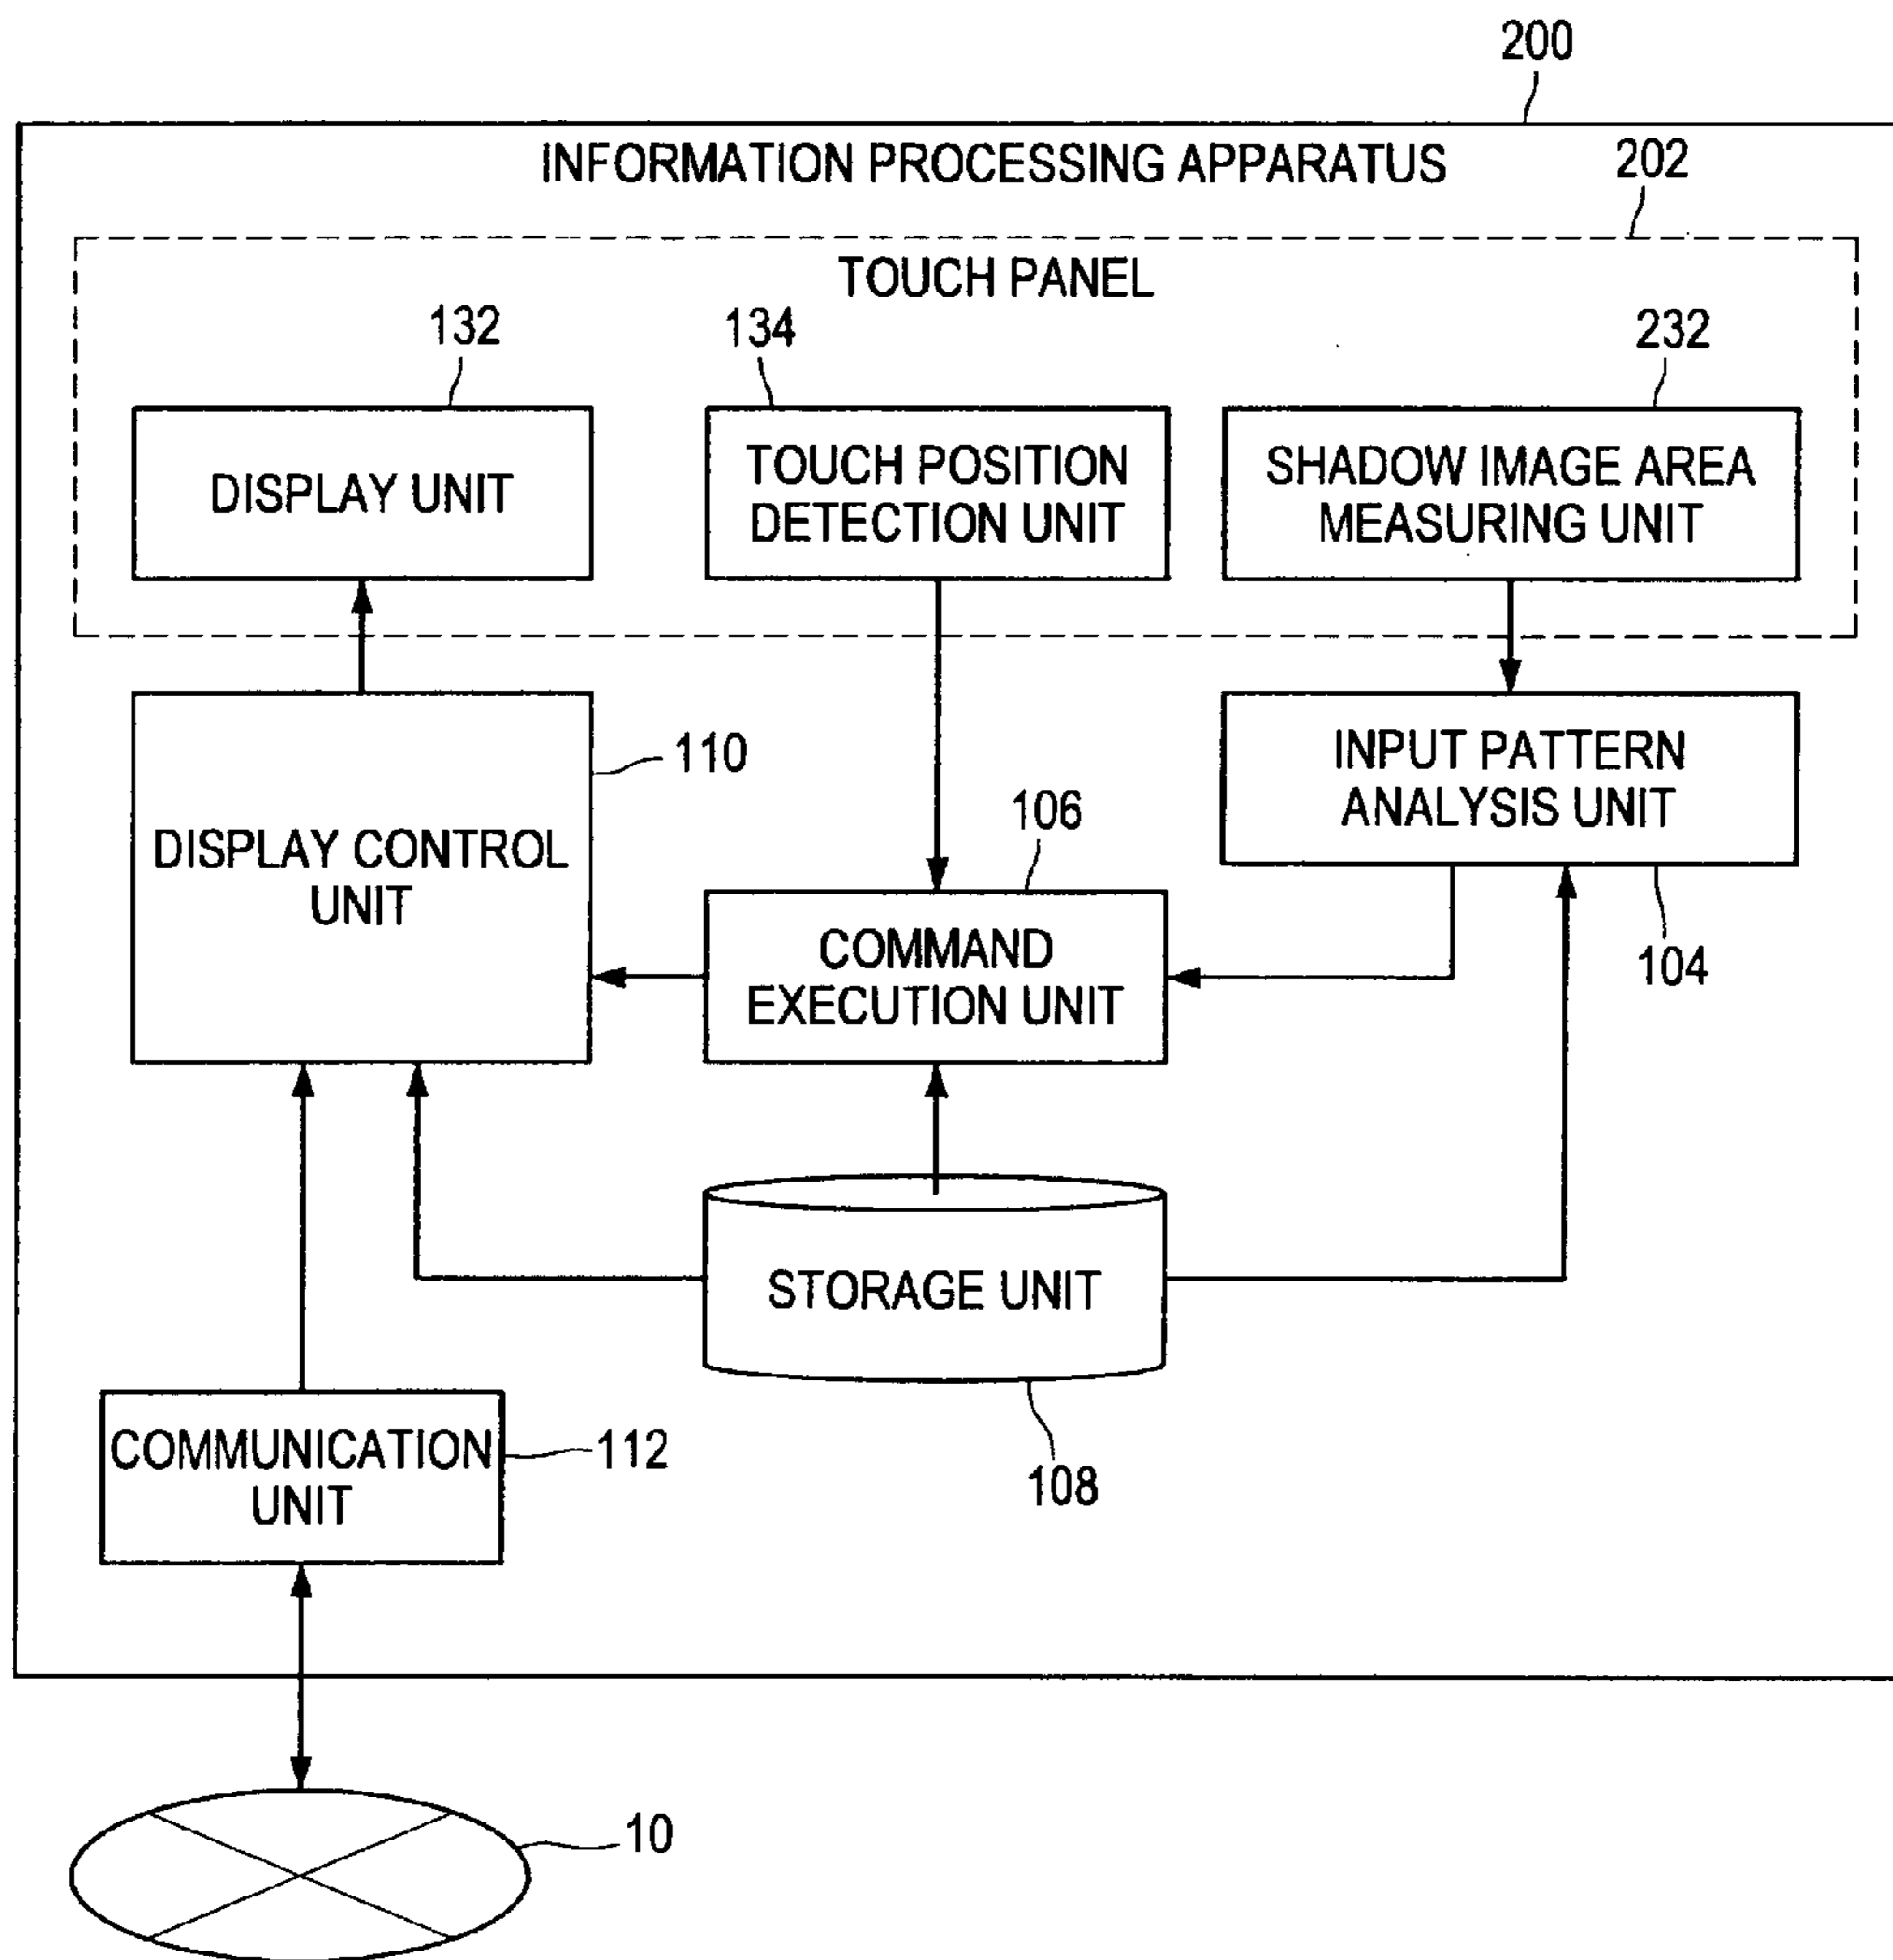 200
INFORMATION PROCESSING APPARATUS
202
TOUCH PANEL
132
134
232
DISPLAY UNIT
TOUCH POSITION
DETECTION UNIT
SHADOW IMAGE AREA
MEASURING UNIT
110
DISPLAY CONTROL
UNIT
106
COMMAND
EXECUTION UNIT
INPUT PATTERN
ANALYSIS UNIT
104
STORAGE UNIT
108
COMMUNICATION
UNIT
112
10